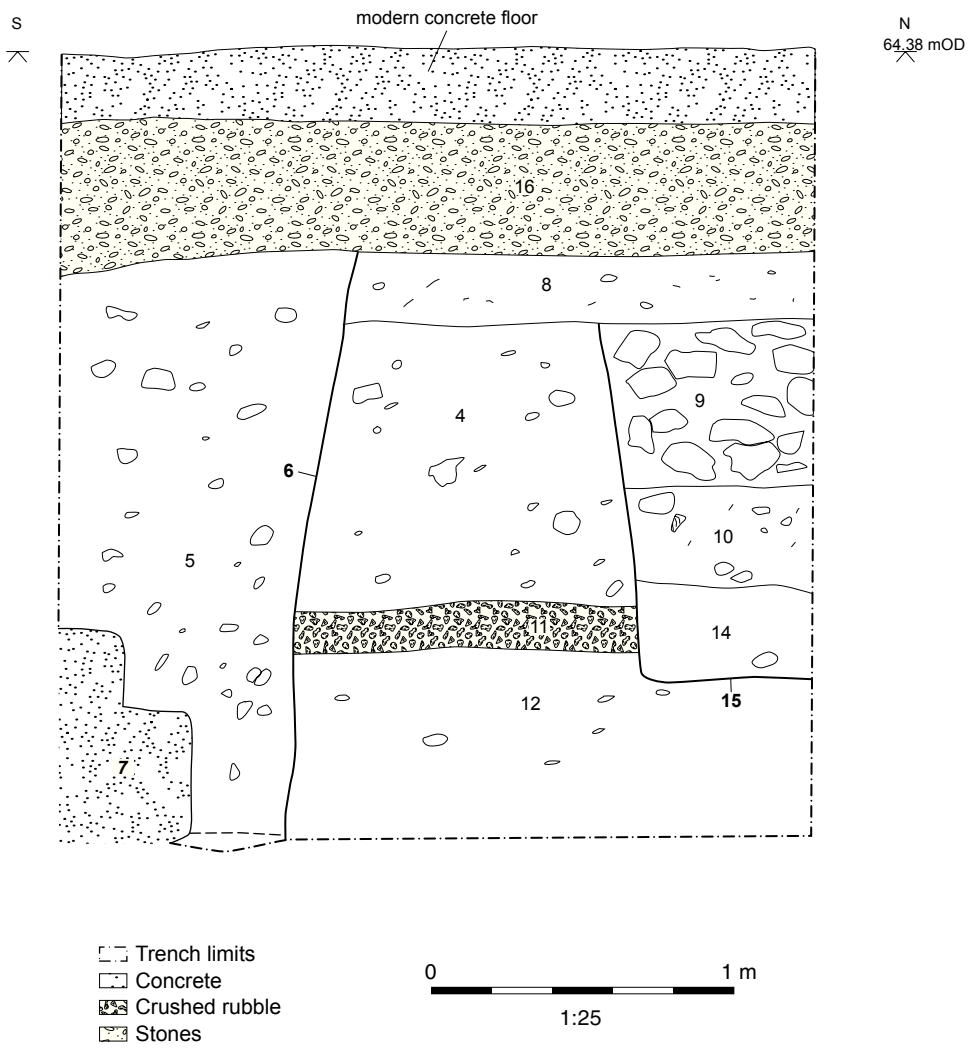 modern concrete floor
S
N
64.38 mOD
16
8
9
4
6
10
5
11
14
12
15
7
Trench limits
Concrete
Crushed rubble
Stones
0 1 m
1:25